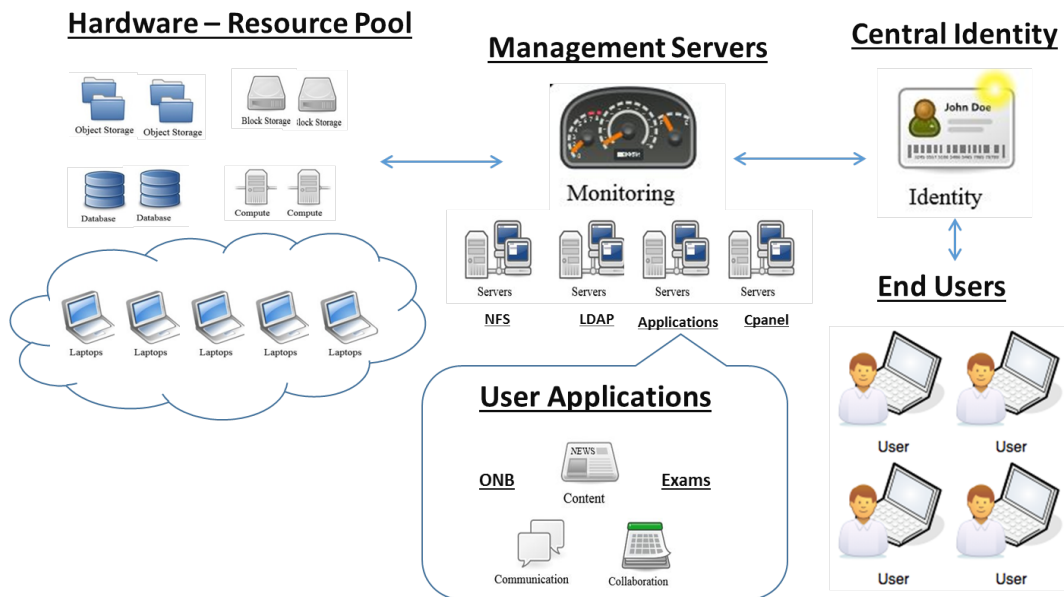 Hardware – Resource Pool
Management Servers
Central Identity
Object Storage
Object Storage
Block Storage
lock Storage
Database
Database
Compute
Compute
Monitoring
John Doe
Identity
Laptops
Laptops
Laptops
Laptops
Laptops
Servers
Servers
Servers
Servers
NFS
LDAP
Applications
Cpanel
End Users
User Applications
ONB
NEWS
Content
Exams
Communication
Collaboration
User
User
User
User